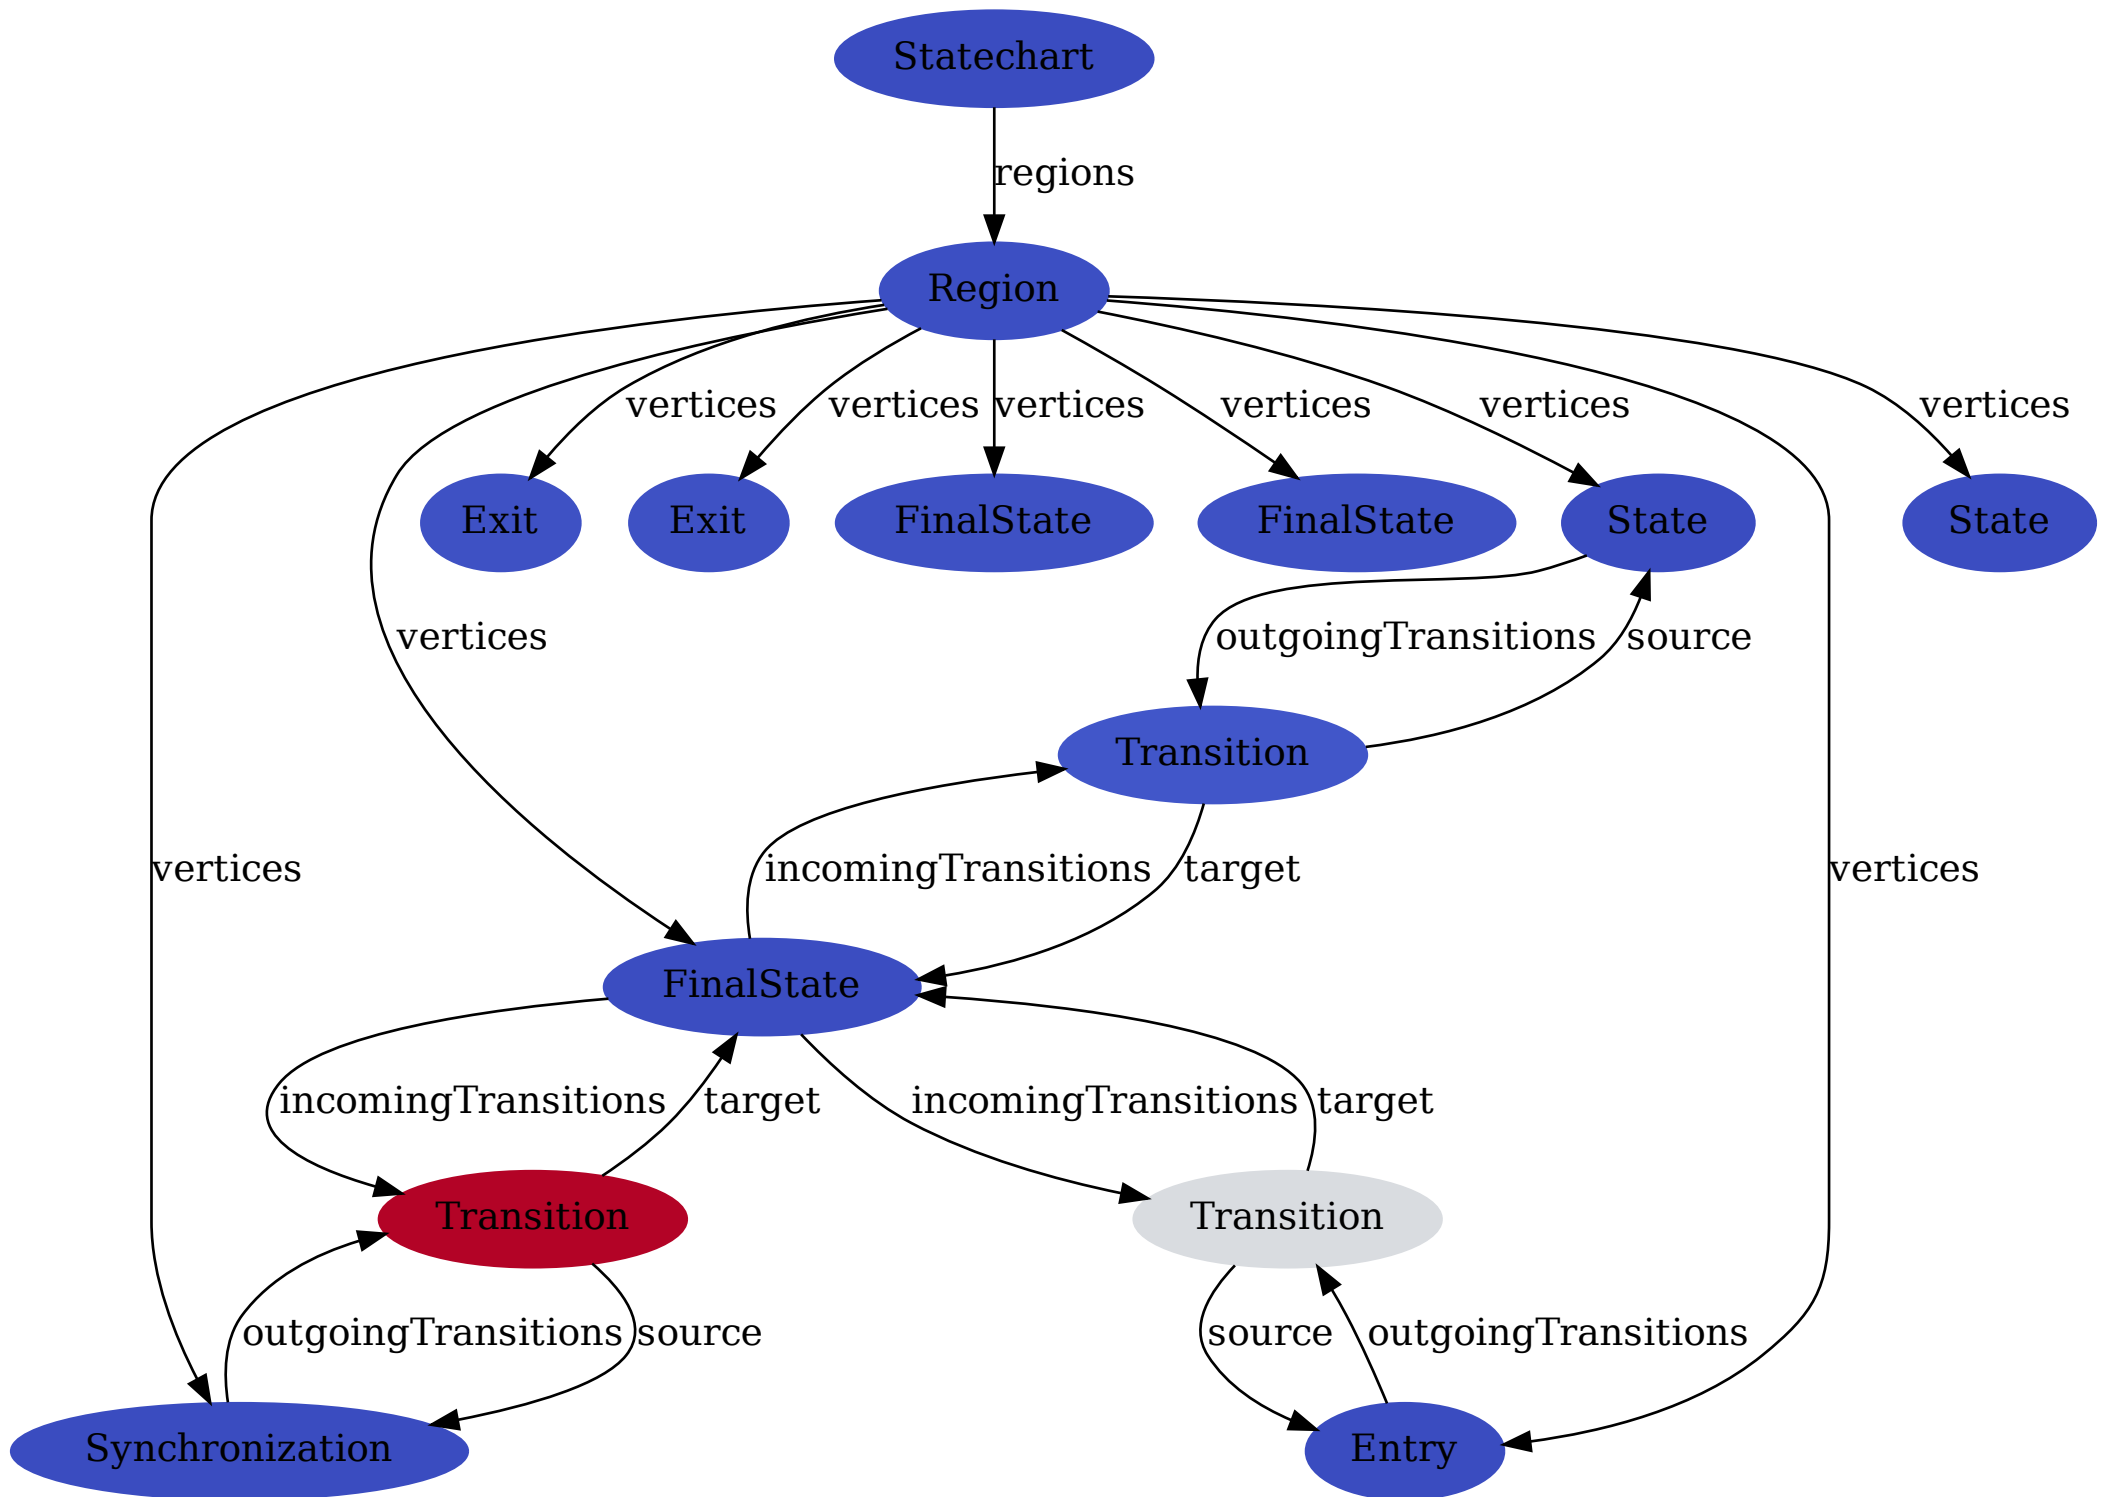 Statechart
regions
Region
vertices
vertices
vertices
vertices
vertices
vertices
Exit
Exit
FinalState
FinalState
State
State
vertices
outgoingTransitions
source
Transition
vertices
incomingTransitions
target
vertices
FinalState
incomingTransitions
target
incomingTransitions
target
Transition
Transition
outgoingTransitions
source
source
outgoingTransitions
Synchronization
Entry